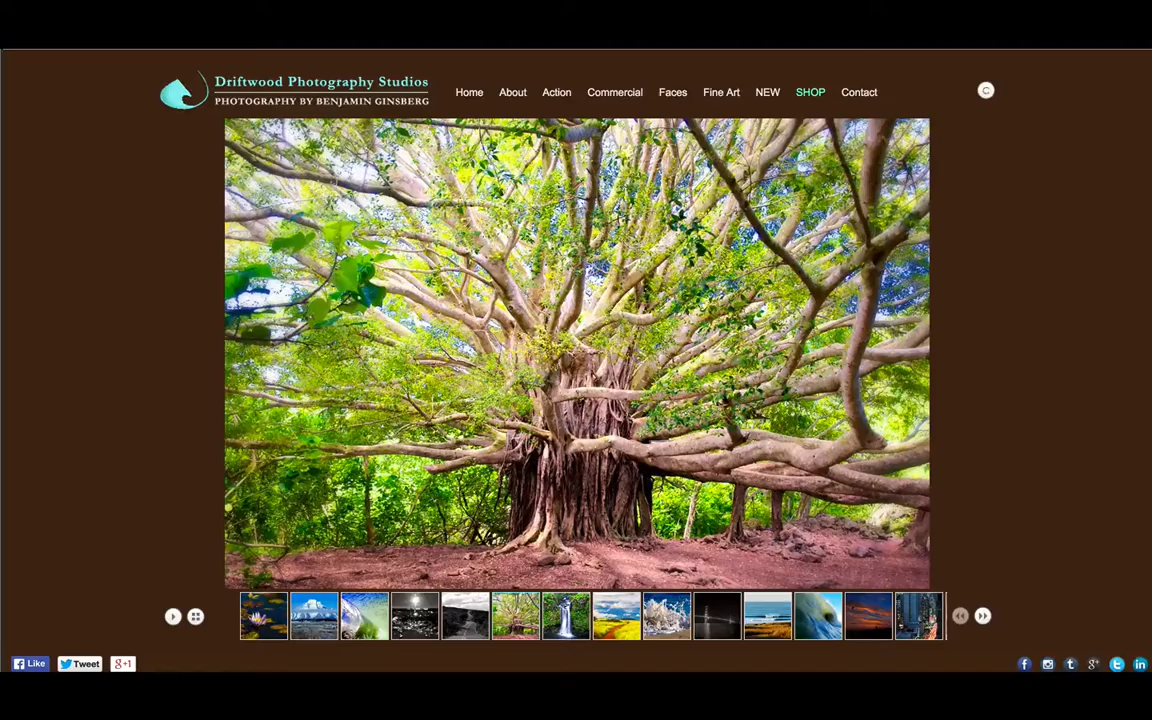 Driftwood Photography Studios
PHOTOGRAPHY BY BENJAMIN GINSBERG
Home About Action Commercial Faces Fine Art NEW SHOP Contact
C
Like Tweet g+1